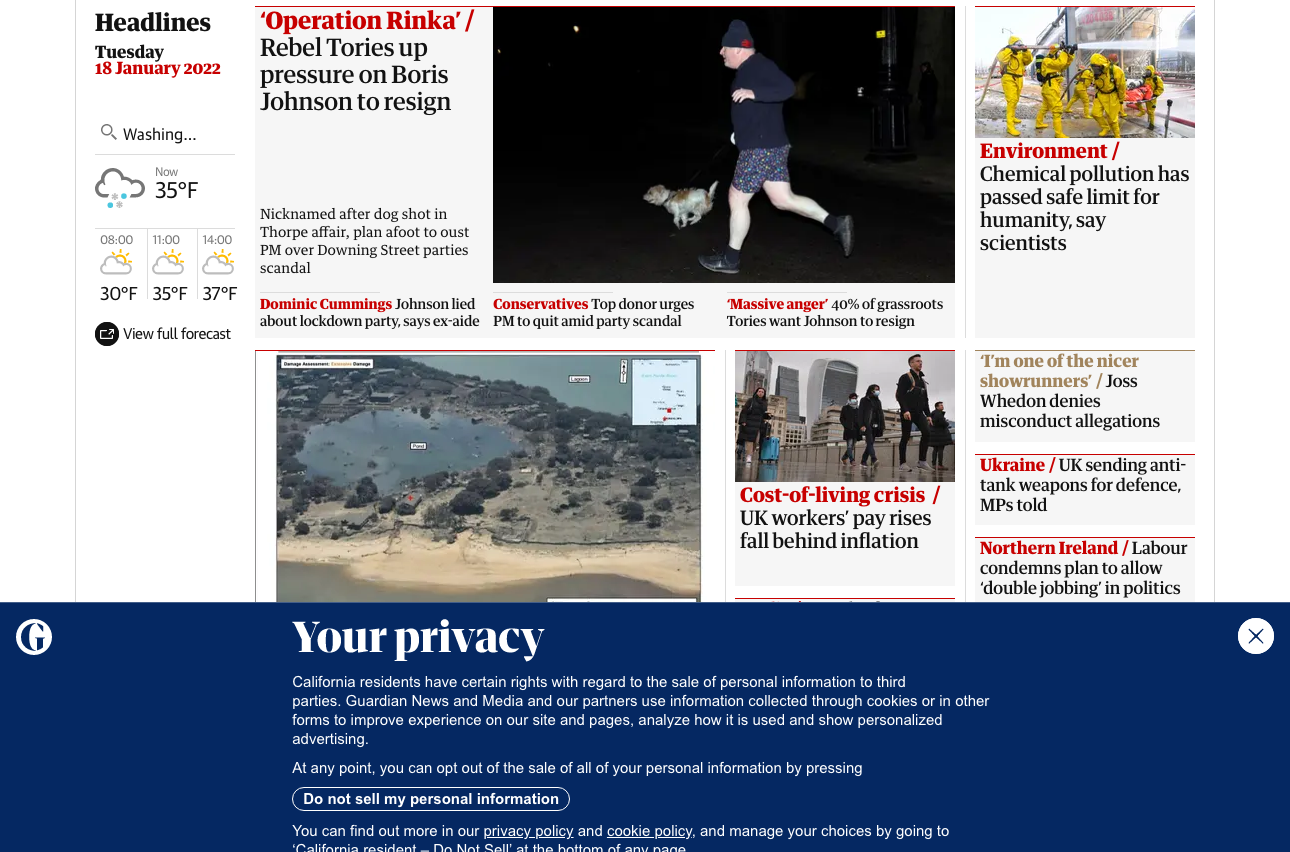 Headlines
Tuesday
18 January 2022
Washing...
Now
35°F
08:00
30°F
11:00
35°F
14:00
37°F
View full forecast
‘Operation Rinka’ /
Rebel Tories up
pressure on Boris
Johnson to resign
Nicknamed after dog shot in
Thorpe affair, plan afoot to oust
PM over Downing Street parties
scandal
Dominic Cummings Johnson lied
about lockdown party, says ex-aide
Conservatives Top donor urges
PM to quit amid party scandal
‘Massive anger’ 40% of grassroots
Tories want Johnson to resign
Environment /
Chemical pollution has
passed safe limit for
humanity, say
scientists
Damage Assessment: Extensive Damage
Lagoon
Pond
Cost-of-living crisis /
UK workers’ pay rises
fall behind inflation
‘I’m one of the nicer
showrunners’ / Joss
Whedon denies
misconduct allegations
Ukraine / UK sending anti-
tank weapons for defence,
MPs told
Northern Ireland / Labour
condemns plan to allow
‘double jobbing’ in politics
Your privacy
California residents have certain rights with regard to the sale of personal information to third
parties. Guardian News and Media and our partners use information collected through cookies or in other
forms to improve experience on our site and pages, analyze how it is used and show personalized
advertising.
At any point, you can opt out of the sale of all of your personal information by pressing
Do not sell my personal information
You can find out more in our privacy policy and cookie policy, and manage your choices by going to
‘California resident – Do Not Sell’ at the bottom of any page.